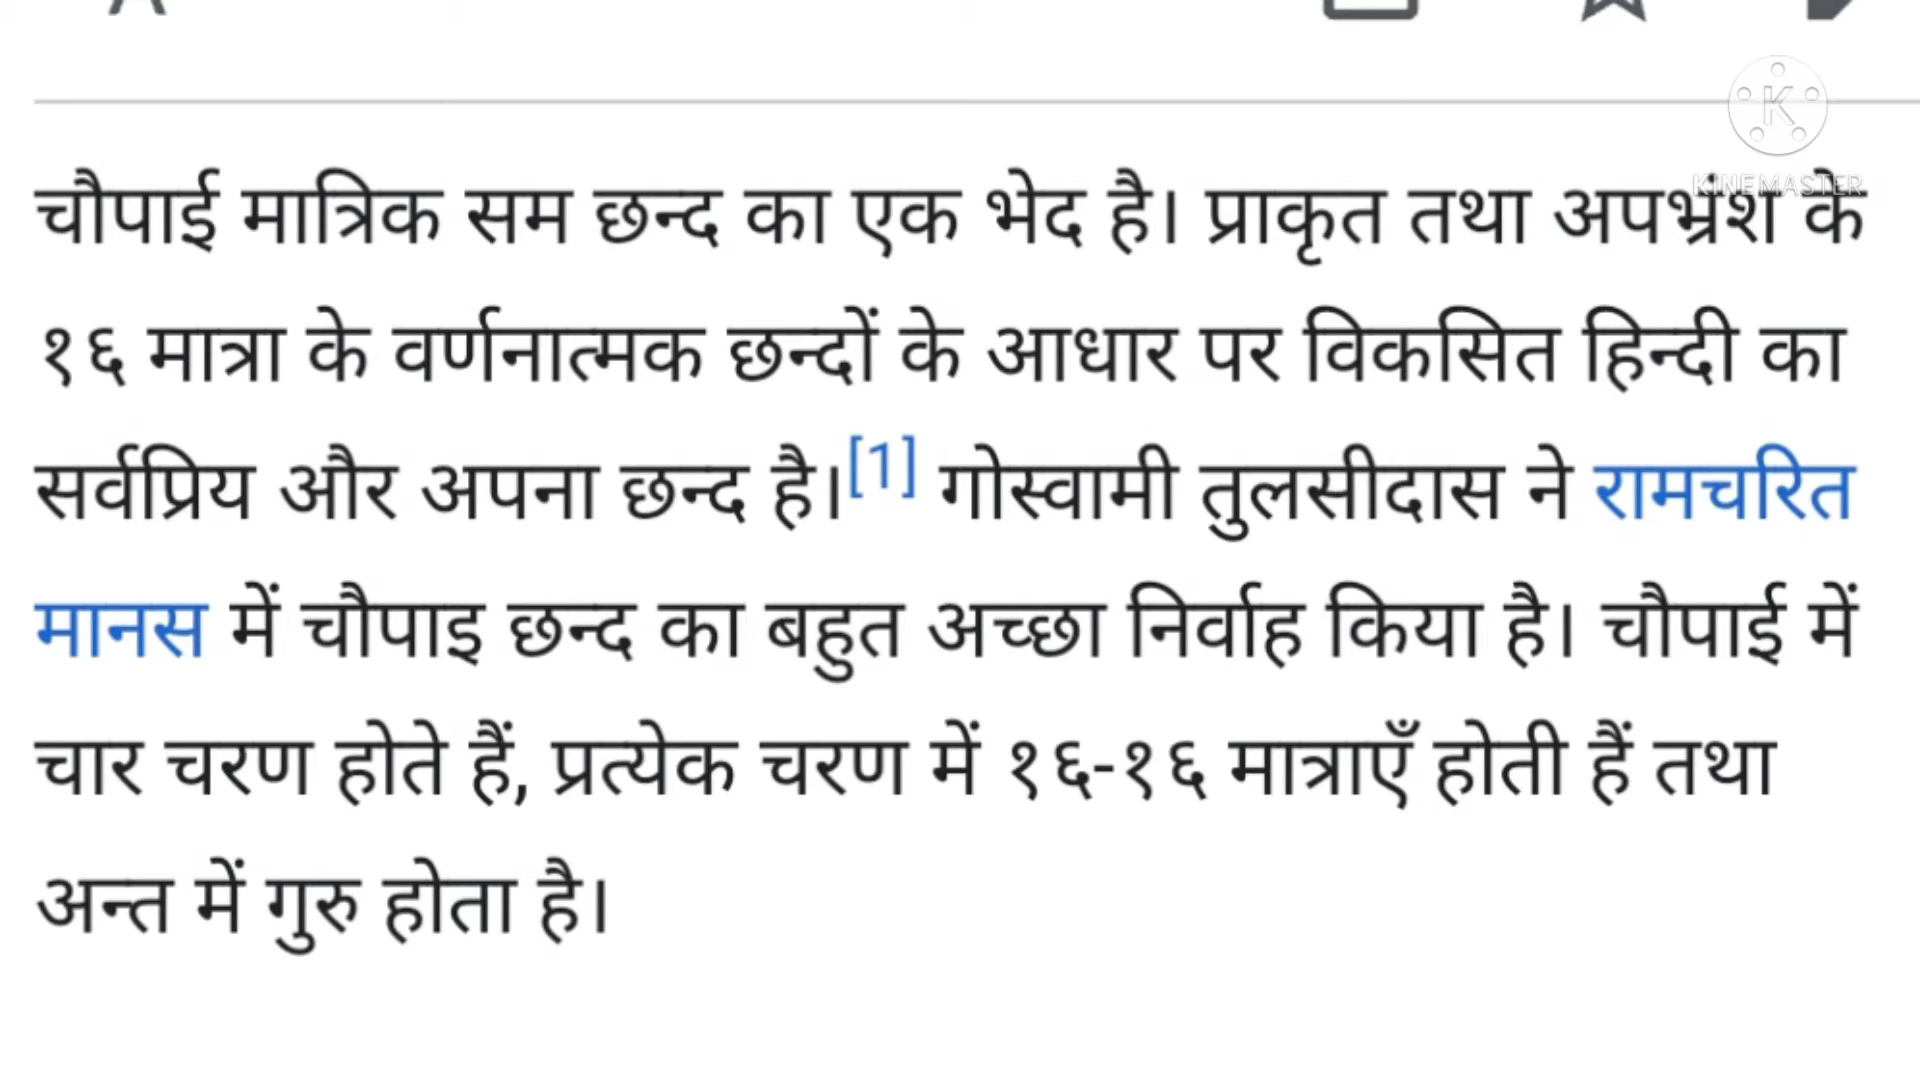 K
KINEMASTER
चौपाई मात्रिक सम छन्द का एक भेद है। प्राकृत तथा अपभ्रंश के
१६ मात्रा के वर्णनात्मक छन्दों के आधार पर विकसित हिन्दी का
सर्वप्रिय और अपना छन्द है।[1] गोस्वामी तुलसीदास ने रामचरित
मानस में चौपाइ छन्द का बहुत अच्छा निर्वाह किया है। चौपाई में
चार चरण होते हैं, प्रत्येक चरण में १६-१६ मात्राएँ होती हैं तथा
अन्त में गुरु होता है।